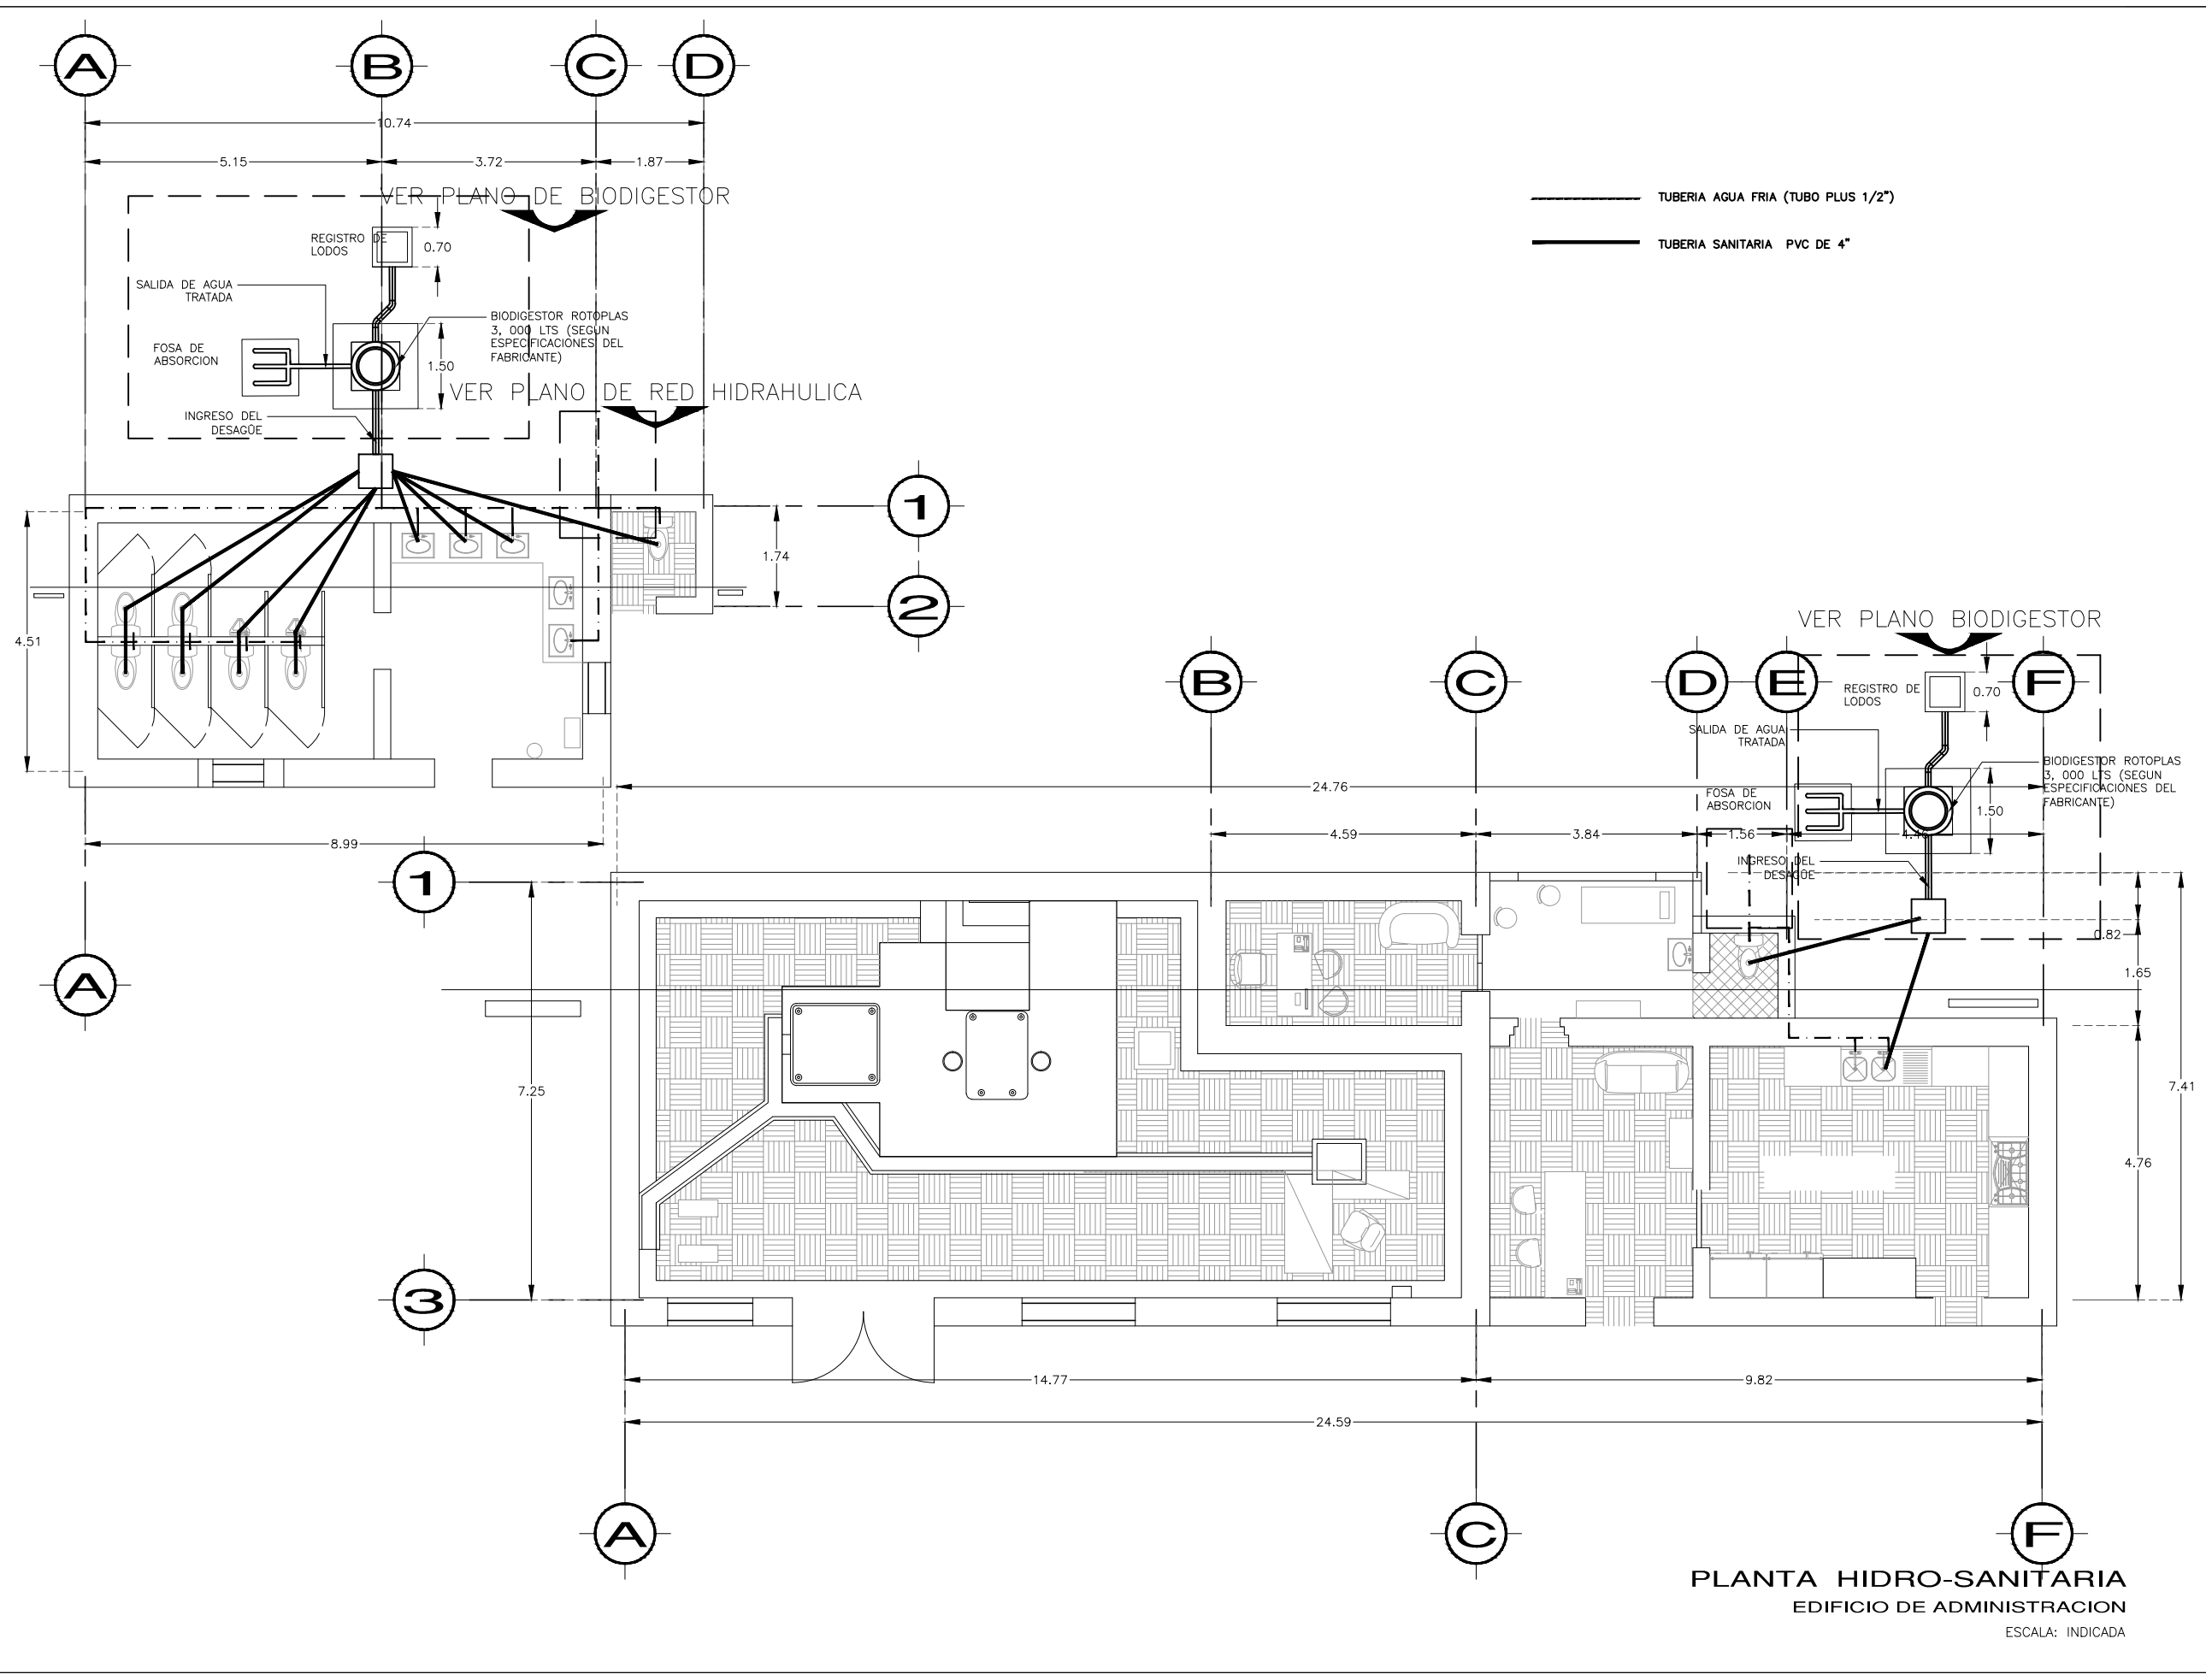 A
B
C
D
10.74
5.15
3.72
1.87
VER PLANO DE BIODIGESTOR
TUBERIA AGUA FRIA (TUBO PLUS 1/2")
TUBERIA SANITARIA PVC DE 4"
REGISTRO DE
LODOS
0.70
SALIDA DE AGUA
TRATADA
BIODIGESTOR ROTOPLAS
3, 000 LTS (SEGUN
ESPECIFICACIONES DEL
FABRICANTE)
FOSA DE
ABSORCION
1.50
VER PLANO DE RED HIDRAHULICA
INGRESO DEL
DESAGÜE
1
1.74
2
4.51
VER PLANO BIODIGESTOR
B
C
D
E
F
REGISTRO DE
LODOS
0.70
SALIDA DE AGUA
TRATADA
BIODIGESTOR ROTOPLAS
3, 000 LTS (SEGUN
ESPECIFICACIONES DEL
FABRICANTE)
24.76
FOSA DE
ABSORCION
1.50
8.99
4.59
3.84
1.56
4.46
INGRESO DEL
DESAGÜE
1
0.82
A
1.65
7.25
7.41
4.76
3
14.77
9.82
24.59
A
C
F
PLANTA HIDRO-SANITARIA
EDIFICIO DE ADMINISTRACION
ESCALA: INDICADA